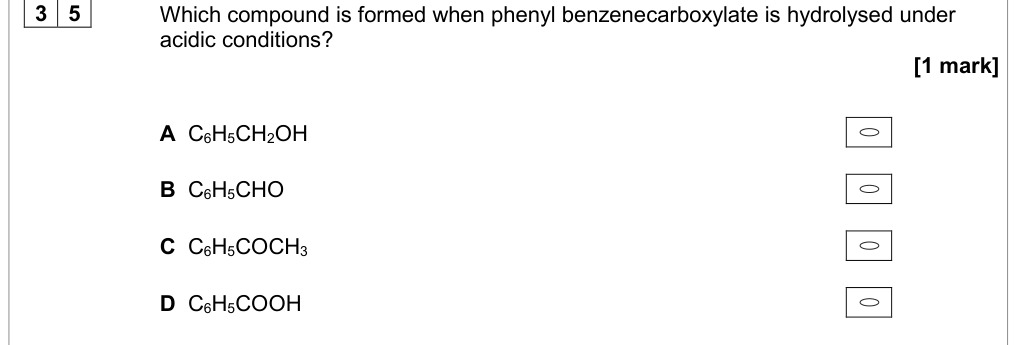 3 5 Which compound is formed when phenyl benzenecarboxylate is hydrolysed under
acidic conditions?
[1 mark]
A C₆H₅CH₂OH
B C₆H₅CHO
C C₆H₅COCH₃
D C₆H₅COOH